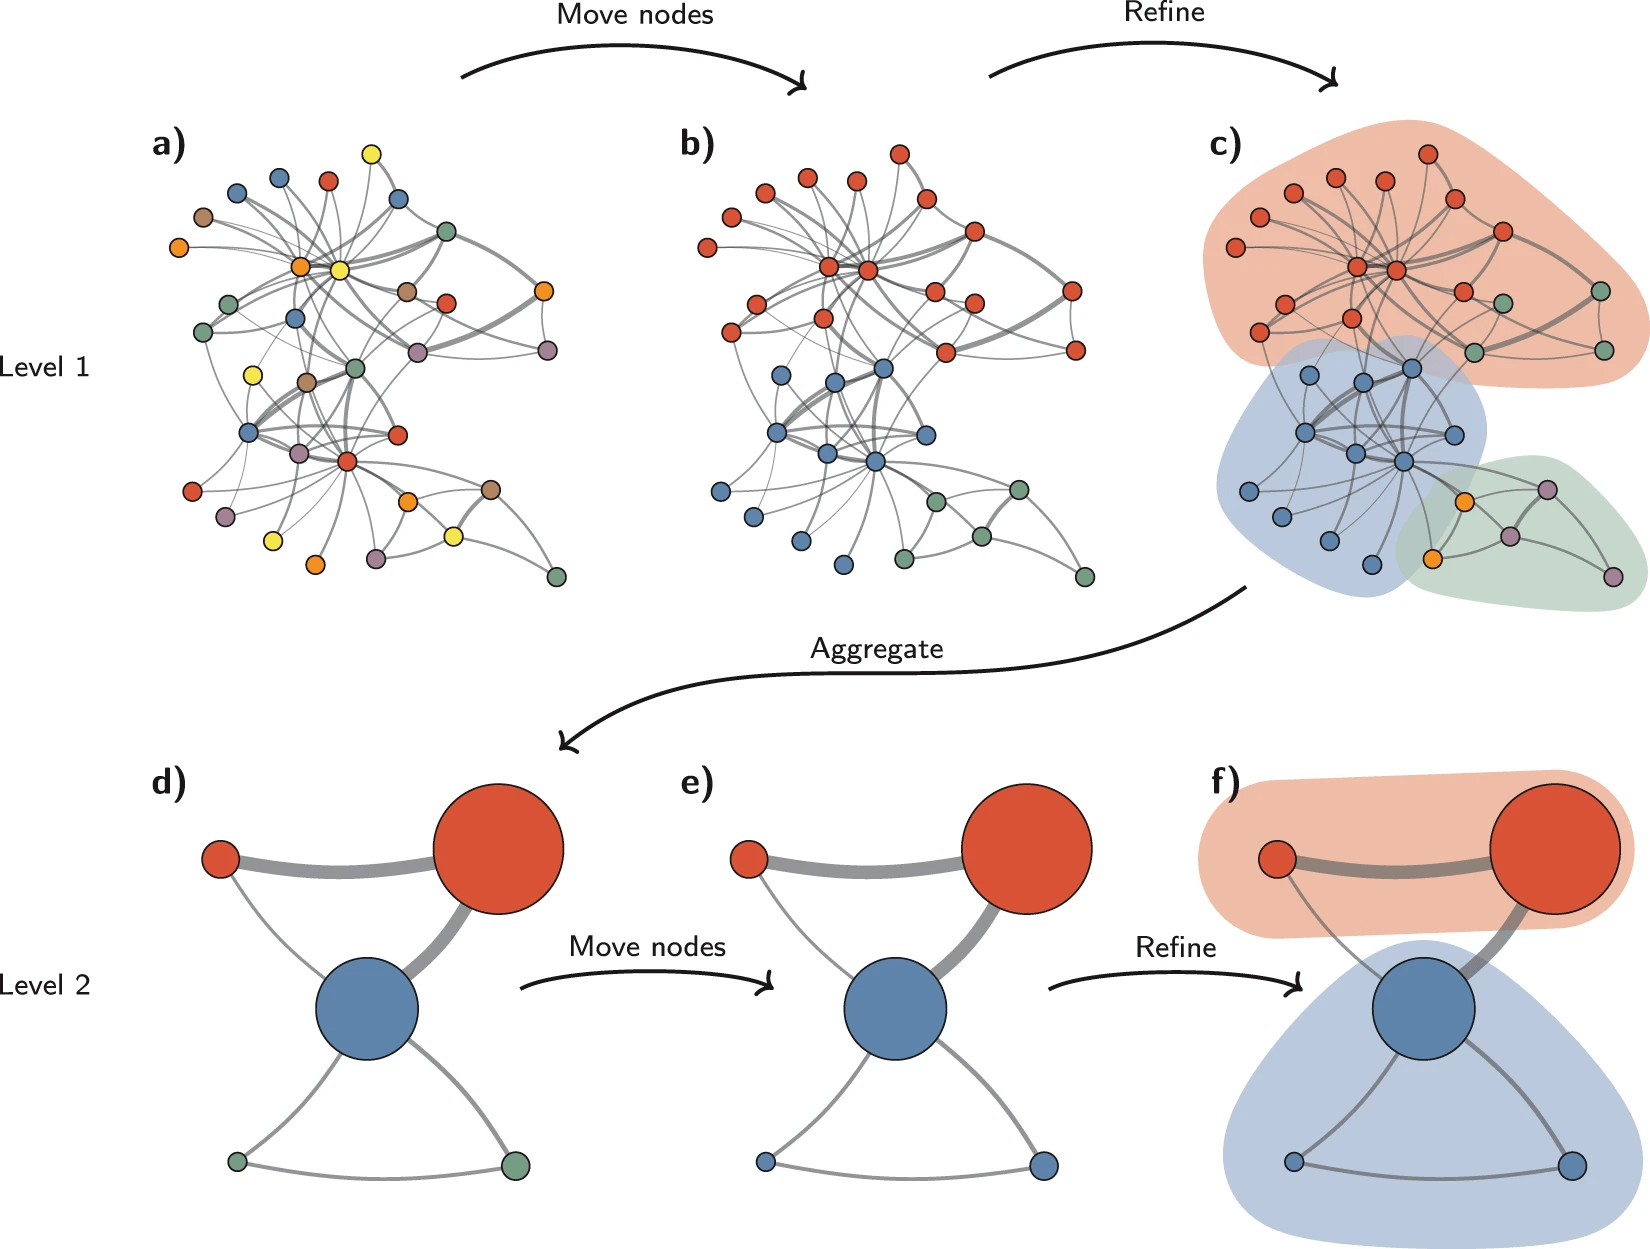 Move nodes
Refine
a)
b)
c)
Level 1
Aggregate
d)
e)
f)
Move nodes
Refine
Level 2